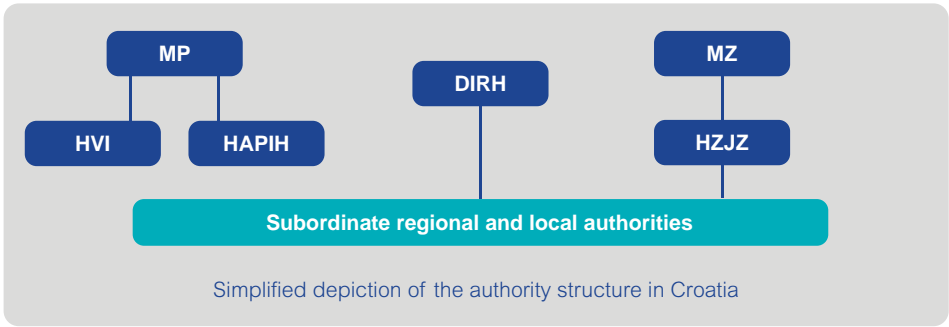 MP
MZ
DIRH
HVI
HAPIH
HZJZ
Subordinate regional and local authorities
Simplified depiction of the authority structure in Croatia